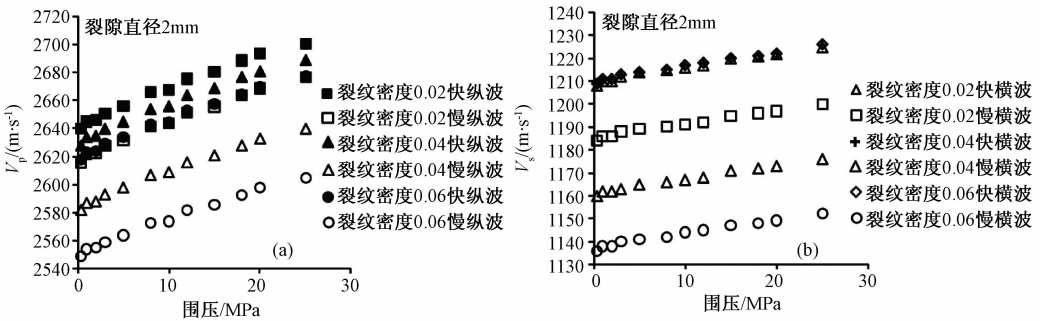 裂隙直径2mm
2720
2700
2680
2660
2640
2620
2600
2580
2560
2540
Vp/(m·s-1)
0
10
20
30
围压/MPa
裂纹密度0.02快纵波
裂纹密度0.02慢纵波
裂纹密度0.04快纵波
裂纹密度0.04慢纵波
裂纹密度0.06快纵波
裂纹密度0.06慢纵波
(a)
裂隙直径2mm
1240
1230
1220
1210
1200
1190
1180
1170
1160
1150
1140
1130
Vs/(m·s-1)
0
10
20
30
围压/MPa
裂纹密度0.02快横波
裂纹密度0.02慢横波
裂纹密度0.04快横波
裂纹密度0.04慢横波
裂纹密度0.06快横波
裂纹密度0.06慢横波
(b)